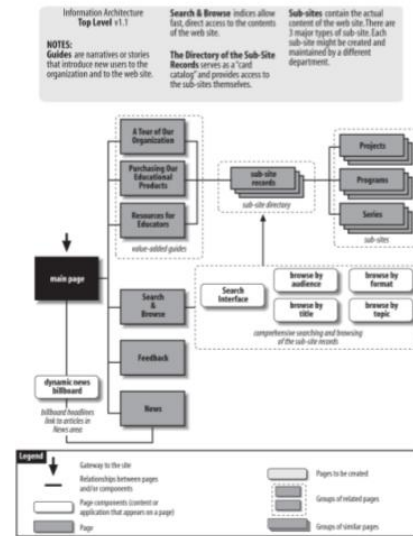 Information Architecture
Top Level v1.1
NOTES:
Guides are narratives or stories
that introduce new users to the
organization and to the web site.
Search & Browse indices allow
fast, direct access to the contents
of the web site.
The Directory of the Sub-Site
Records serves as a "card
catalog" and provides access
to the sub-sites themselves.
Sub-sites contain the actual
content of the web site. There are
3 major types of sub-site. Each
sub-site might be created and
maintained by a different
department.
A Tour of Our
Organization
Purchasing Our
Educational
Products
Resources for
Educators
value-added guides
sub-site
records
sub-site directory
Projects
Programs
Series
sub-sites
main page
Search
&
Browse
Search
Interface
browse by
audience
browse by
format
browse by
title
browse by
topic
comprehensive searching and browsing
of the sub-site records
Feedback
dynamic news
billboard
News
billboard headlines
link to articles in
News area
Legend
Gateway to the site
Relationships between pages
and/or components
Page components (content or
application that appears on a page)
Page
Pages to be created
Groups of related pages
Groups of similar pages